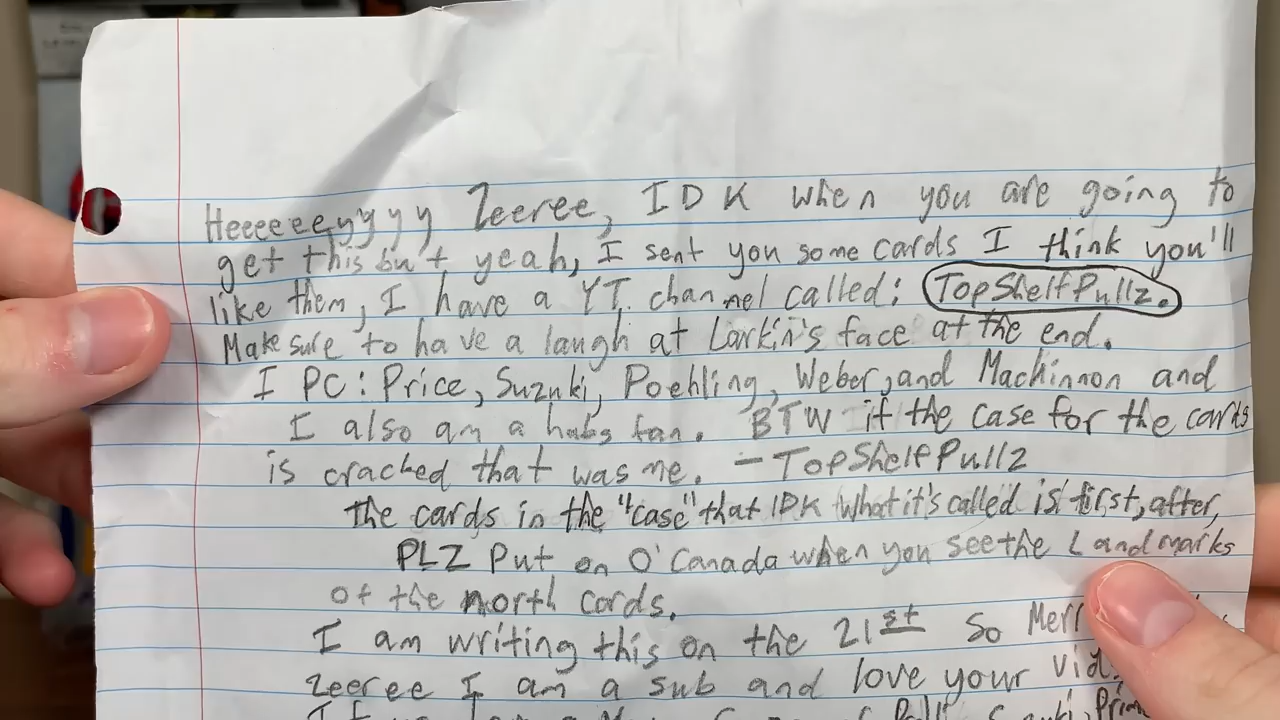 Heeeeeeyyyy Zeeree, IDK when you are going to
get this but yeah, I sent you some cards I think you'll
like them, I have a YT. channel called: TopShelfPullz.
Make sure to have a laugh at Larkin's face at the end.
I PC: Price, Suzuki, Poehling, Weber, and Mackinnon and
I also am a habs fan. BTW if the case for the cards
is cracked that was me. - TopShelfPullz
The cards in the "case" that IDK what it's called is first, after,
PLZ Put on O'Canada when you see the Landmarks
of the north cards.
I am writing this on the 21st So Merr
Zeeree I am a sub and love your vid